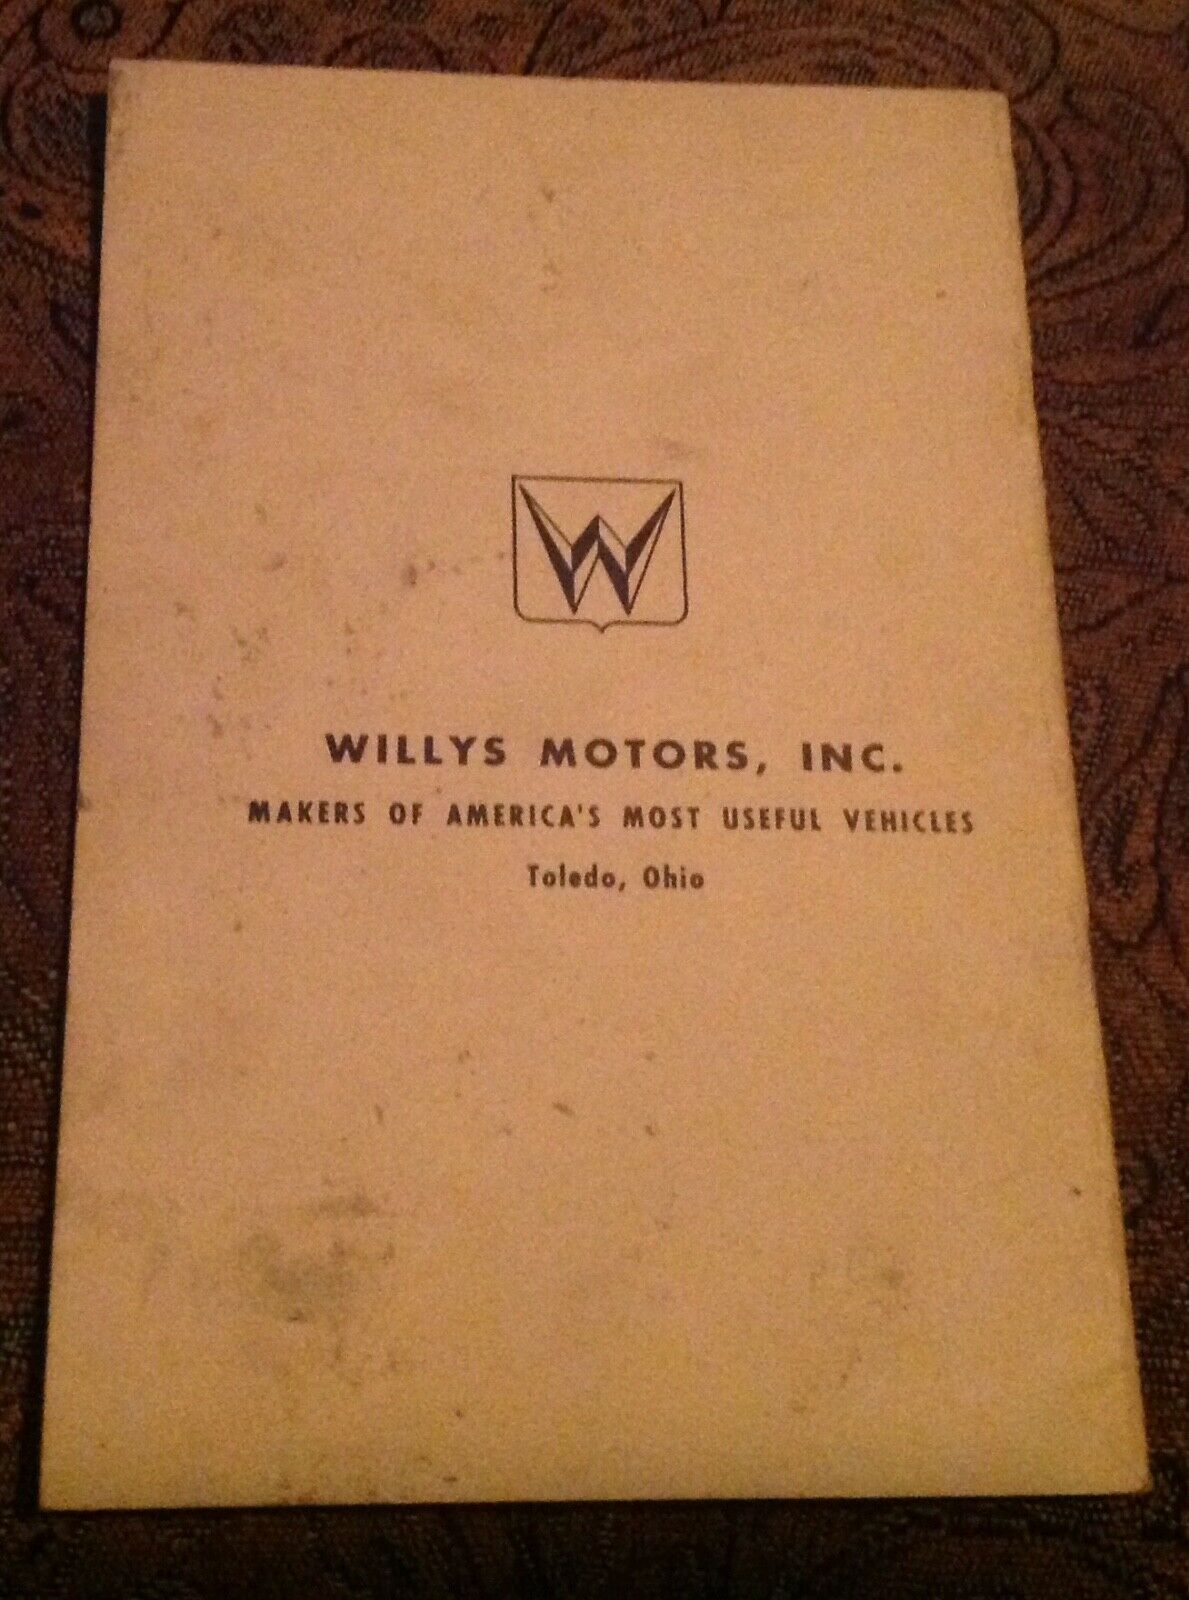 W
WILLYS MOTORS, INC.
MAKERS OF AMERICA'S MOST USEFUL VEHICLES
Toledo, Ohio